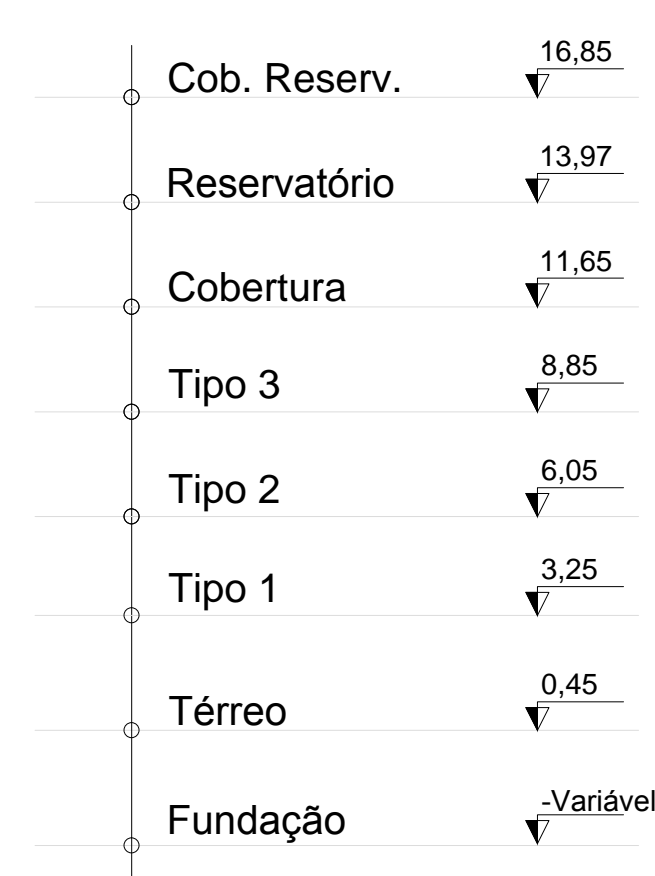 Cob. Reserv. 16,85
Reservatório 13,97
Cobertura 11,65
Tipo 3 8,85
Tipo 2 6,05
Tipo 1 3,25
Térreo 0,45
Fundação -Variável